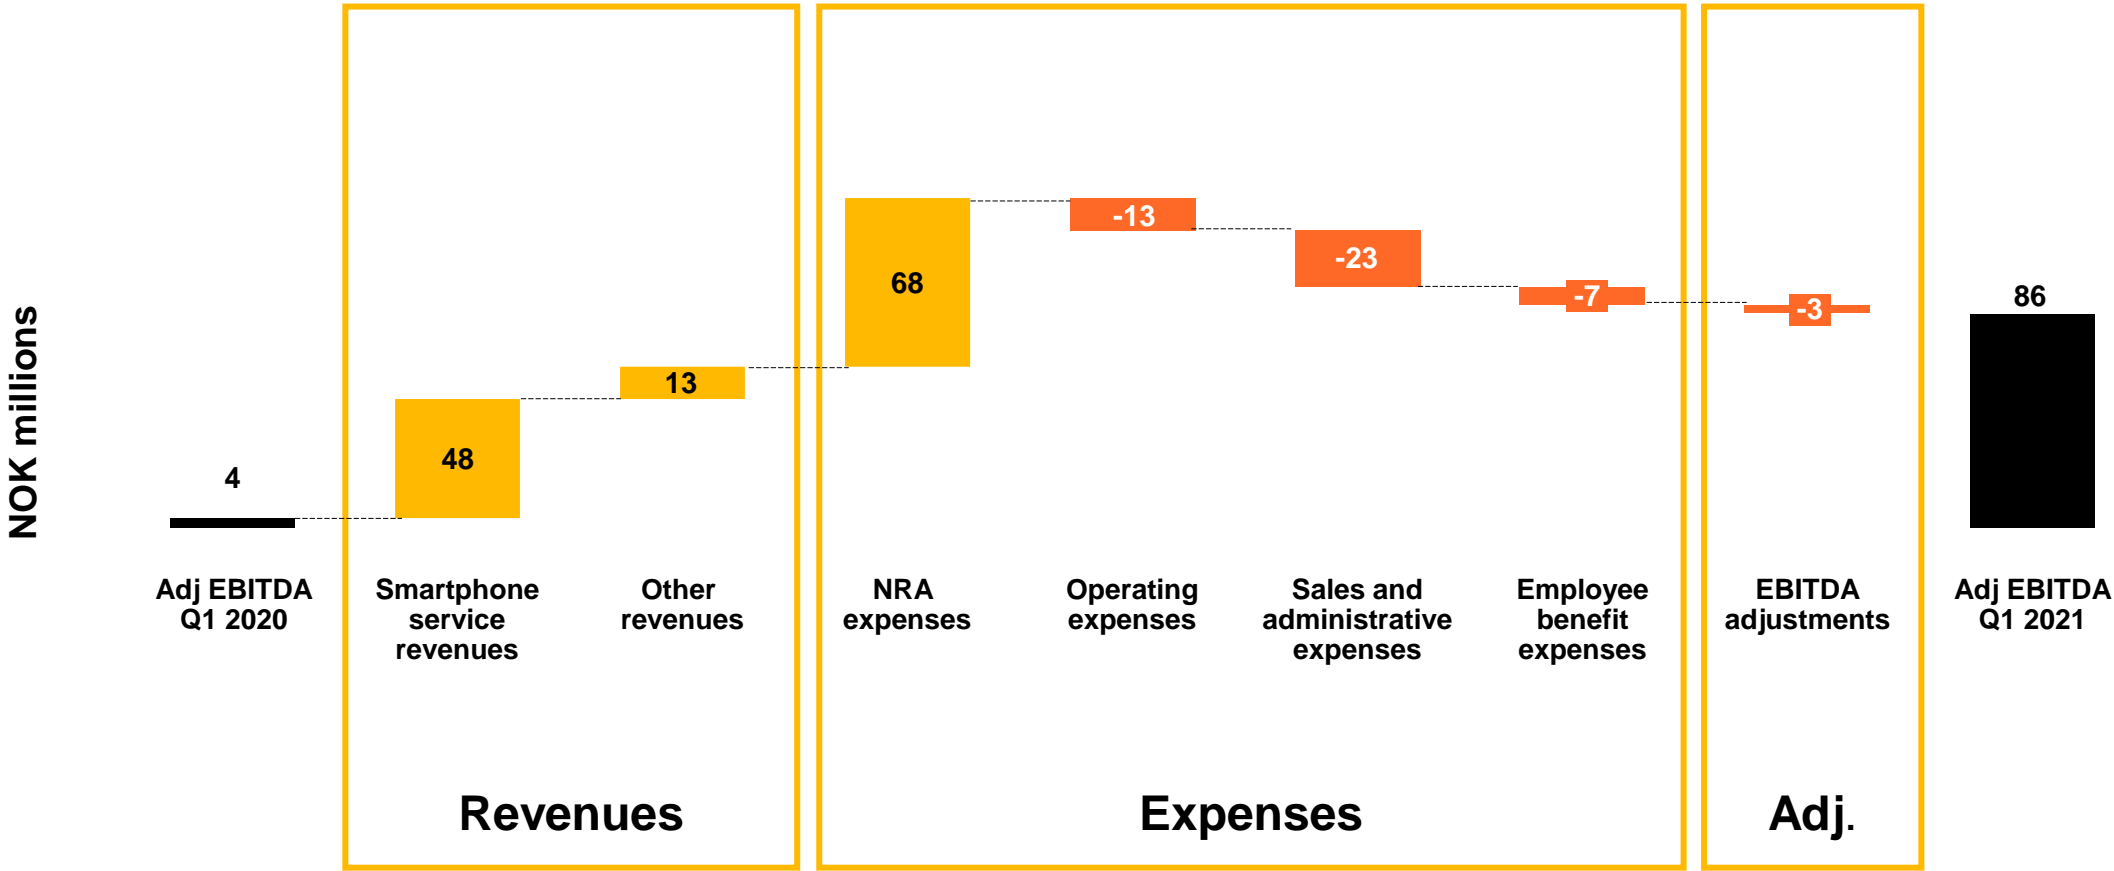 NOK millions
4
48
13
68
-13
-23
-7
-3
86
Adj EBITDA
Q1 2020
Smartphone
service
revenues
Other
revenues
NRA
expenses
Operating
expenses
Sales and
administrative
expenses
Employee
benefit
expenses
EBITDA
adjustments
Adj EBITDA
Q1 2021
Revenues
Expenses
Adj.